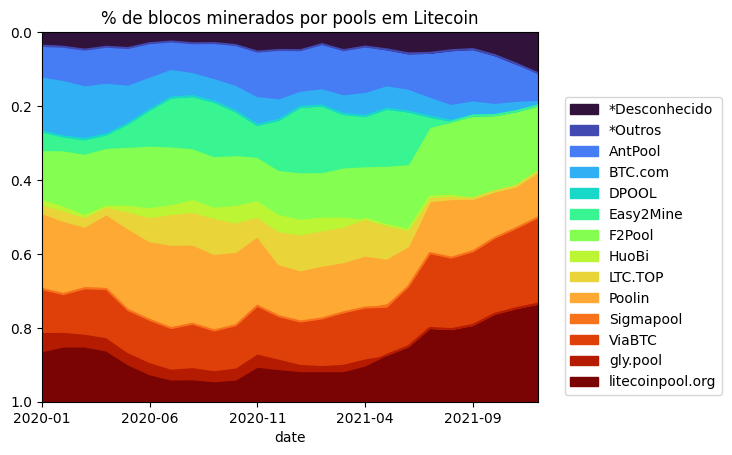 % de blocos minerados por pools em Litecoin
0.0
0.2
0.4
0.6
0.8
1.0
2020-01
2020-06
2020-11
2021-04
2021-09
date
*Desconhecido
*Outros
AntPool
BTC.com
DPOOL
Easy2Mine
F2Pool
HuoBi
LTC.TOP
Poolin
Sigmapool
ViaBTC
gly.pool
litecoinpool.org